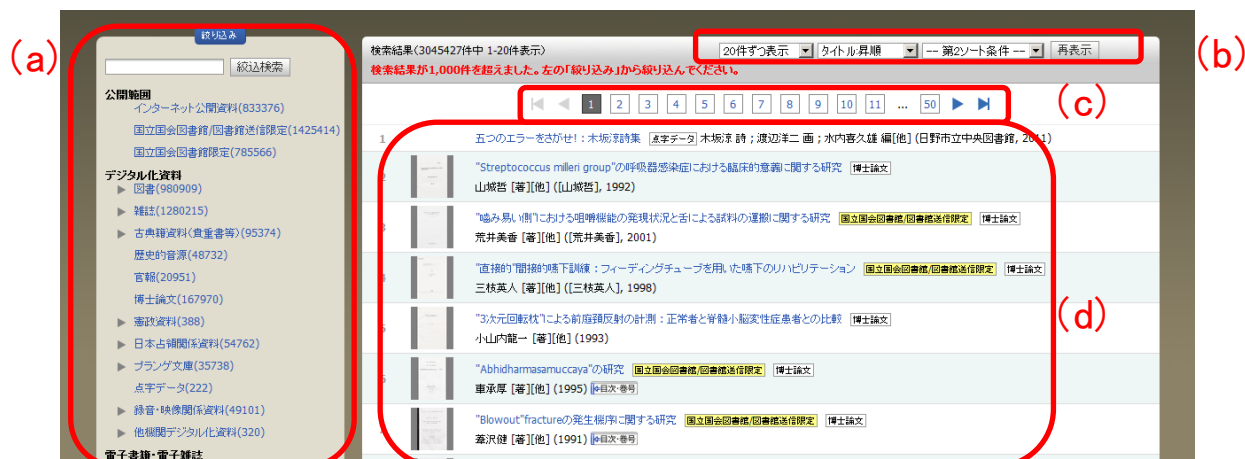 (a)
絞り込み
絞込検索
公開範囲
インターネット公開資料(833376)
国立国会図書館/図書館送信限定(1425414)
国立国会図書館限定(785566)
デジタル化資料
▶ 図書(980909)
▶ 雑誌(1280215)
▶ 古典籍資料(貴重書等)(95374)
歴史的音源(48732)
官報(20951)
博士論文(167970)
▶ 憲政資料(388)
▶ 日本占領関係資料(54762)
▶ プランゲ文庫(35738)
点字データ(222)
▶ 録音・映像関係資料(49101)
▶ 他機関デジタル化資料(320)
電子書籍・電子雑誌
検索結果(3045427件中 1-20件表示)
20件ずつ表示 タイトル:昇順 -- 第2ソート条件 -- 再表示
(b)
検索結果が1,000件を超えました。左の「絞り込み」から絞り込んでください。
1 2 3 4 5 6 7 8 9 10 11 ... 50
(c)
1 五つのエラーをさがせ! : 木坂涼詩集 点字データ 木坂涼 詩 ; 渡辺洋二 画 ; 水内喜久雄 編[他] (日野市立中央図書館, 2011)
2 "Streptococcus milleri group"の呼吸器感染症における臨床的意義に関する研究 博士論文
山城哲 [著][他] ([山城哲], 1992)
3 "噛み易い側"における咀嚼機能の発現状況と舌による試料の運搬に関する研究 国立国会図書館/図書館送信限定 博士論文
荒井美香 [著][他] ([荒井美香], 2001)
4 "直接的"間接的嚥下訓練 : フィーディングチューブを用いた嚥下のリハビリテーション 国立国会図書館/図書館送信限定 博士論文
三枝英人 [著][他] ([三枝英人], 1998)
(d)
5 "3次元回転枕"による前庭頚反射の計測 : 正常者と脊髄小脳変性症患者との比較 博士論文
小山内龍一 [著][他] (1993)
6 "Abhidharmasamuccaya"の研究 国立国会図書館/図書館送信限定 博士論文
車承厚 [著][他] (1995) 目次・巻号
"Blowout"fractureの発生機序に関する研究 国立国会図書館/図書館送信限定 博士論文
[著][他] (1991) 目次・巻号